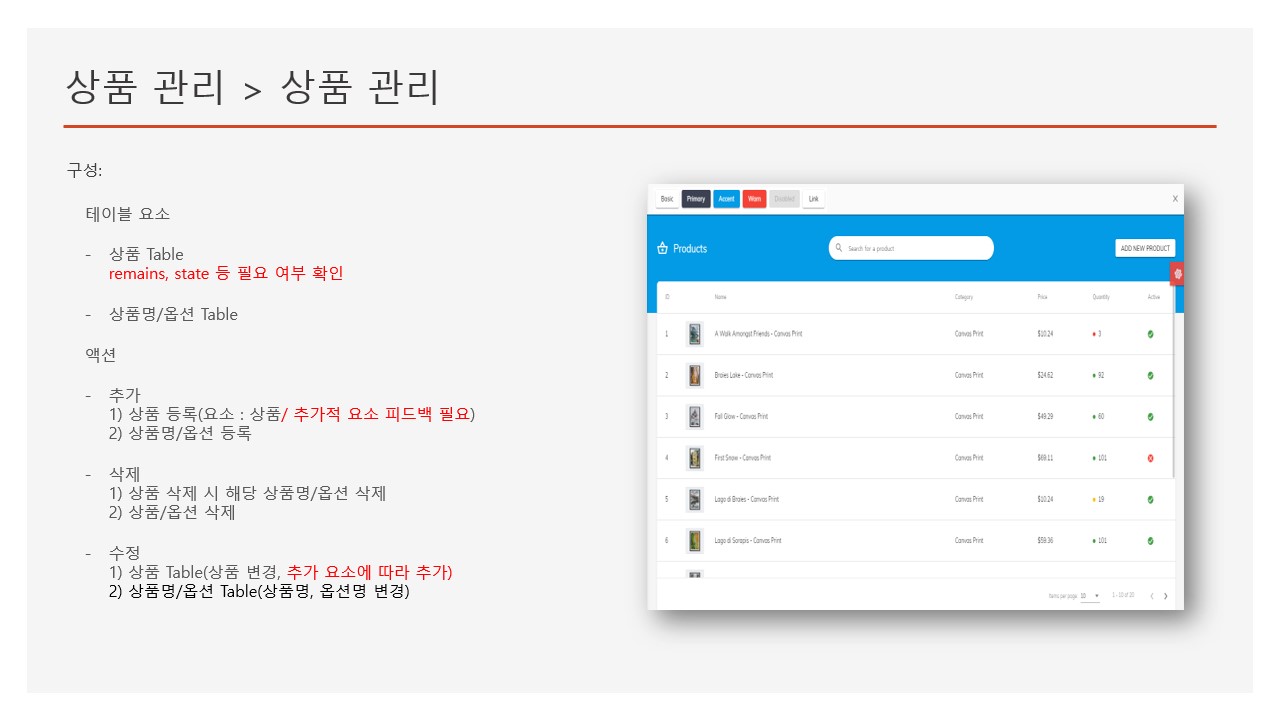 상품 관리 > 상품 관리
구성:
테이블 요소
- 상품 Table
remains, state 등 필요 여부 확인
- 상품명/옵션 Table
액션
- 추가
1) 상품 등록(요소 : 상품/ 추가적 요소 피드백 필요)
2) 상품명/옵션 등록
- 삭제
1) 상품 삭제 시 해당 상품명/옵션 삭제
2) 상품/옵션 삭제
- 수정
1) 상품 Table(상품 변경, 추가 요소에 따라 추가)
2) 상품명/옵션 Table(상품명, 옵션명 변경)
Basic Primary Accent Warn Disabled Link X
Products Search for a product ADD NEW PRODUCT
ID Name Category Price Quantity Active
1 A Walk Amongst Friends - Canvas Print Canvas Print $10.24 3
2 Braies Lake - Canvas Print Canvas Print $24.62 92
3 Fall Glow - Canvas Print Canvas Print $49.29 60
4 First Snow - Canvas Print Canvas Print $69.11 101
5 Lago di Braies - Canvas Print Canvas Print $10.24 19
6 Lago di Sorapis - Canvas Print Canvas Print $59.36 101
Items per page 10 1 - 10 of 20